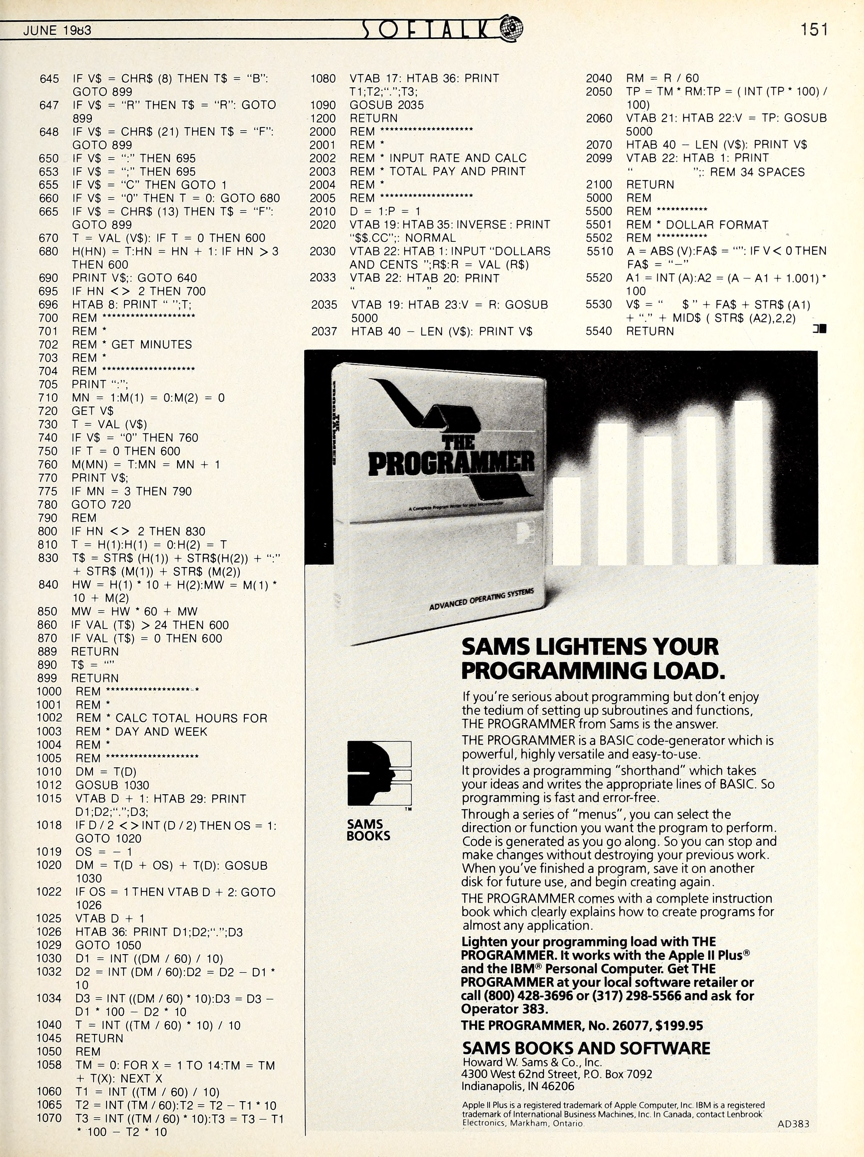 JUNE 1983
SOFTALK
151
645 IF V$ = CHR$ (8) THEN T$ = "B":
GOTO 899
647 IF V$ = "R" THEN T$ = "R": GOTO
899
648 IF V$ = CHR$ (21) THEN T$ = "F":
GOTO 899
650 IF V$ = ":" THEN 695
653 IF V$ = ";" THEN 695
655 IF V$ = "C" THEN GOTO 1
660 IF V$ = "0" THEN T = 0: GOTO 680
665 IF V$ = CHR$ (13) THEN T$ = "F":
GOTO 899
670 T = VAL (V$): IF T = 0 THEN 600
680 H(HN) = T:HN = HN + 1: IF HN > 3
THEN 600
690 PRINT V$;: GOTO 640
695 IF HN < > 2 THEN 700
696 HTAB 8: PRINT " ";T;
700 REM ********************
701 REM *
702 REM * GET MINUTES
703 REM *
704 REM ********************
705 PRINT ":";
710 MN = 1:M(1) = 0:M(2) = 0
720 GET V$
730 T = VAL (V$)
740 IF V$ = "0" THEN 760
750 IF T = 0 THEN 600
760 M(MN) = T:MN = MN + 1
770 PRINT V$;
775 IF MN = 3 THEN 790
780 GOTO 720
790 REM
800 IF HN < > 2 THEN 830
810 T = H(1):H(1) = 0:H(2) = T
830 T$ = STR$ (H(1)) + STR$(H(2)) + ":"
+ STR$ (M(1)) + STR$ (M(2))
840 HW = H(1) * 10 + H(2):MW = M(1) *
10 + M(2)
850 MW = HW * 60 + MW
860 IF VAL (T$) > 24 THEN 600
870 IF VAL (T$) = 0 THEN 600
889 RETURN
890 T$ = ""
899 RETURN
1000 REM ********************
1001 REM *
1002 REM * CALC TOTAL HOURS FOR
1003 REM * DAY AND WEEK
1004 REM *
1005 REM ********************
1010 DM = T(D)
1012 GOSUB 1030
1015 VTAB D + 1: HTAB 29: PRINT
D1;D2;".";D3;
1018 IF D / 2 < > INT (D / 2) THEN OS = 1:
GOTO 1020
1019 OS = - 1
1020 DM = T(D + OS) + T(D): GOSUB
1030
1022 IF OS = 1 THEN VTAB D + 2: GOTO
1026
1025 VTAB D + 1
1026 HTAB 36: PRINT D1;D2;".";D3
1029 GOTO 1050
1030 D1 = INT ((DM / 60) / 10)
1032 D2 = INT (DM / 60):D2 = D2 - D1 *
10
1034 D3 = INT ((DM / 60) * 10):D3 = D3 -
D1 * 100 - D2 * 10
1040 T = INT ((TM / 60) * 10) / 10
1045 RETURN
1050 REM
1058 TM = 0: FOR X = 1 TO 14:TM = TM
+ T(X): NEXT X
1060 T1 = INT ((TM / 60) / 10)
1065 T2 = INT (TM / 60):T2 = T2 - T1 * 10
1070 T3 = INT ((TM / 60) * 10):T3 = T3 - T1
* 100 - T2 * 10
1080 VTAB 17: HTAB 36: PRINT
T1;T2;".";T3;
1090 GOSUB 2035
1200 RETURN
2000 REM ********************
2001 REM *
2002 REM * INPUT RATE AND CALC
2003 REM * TOTAL PAY AND PRINT
2004 REM *
2005 REM ********************
2010 D = 1:P = 1
2020 VTAB 19: HTAB 35: INVERSE : PRINT
"$$.CC";: NORMAL
2030 VTAB 22: HTAB 1: INPUT "DOLLARS
AND CENTS ";R$:R = VAL (R$)
2033 VTAB 22: HTAB 20: PRINT
"                "
2035 VTAB 19: HTAB 23:V = R: GOSUB
5000
2037 HTAB 40 - LEN (V$): PRINT V$
2040 RM = R / 60
2050 TP = TM * RM:TP = ( INT (TP * 100) /
100)
2060 VTAB 21: HTAB 22:V = TP: GOSUB
5000
2070 HTAB 40 - LEN (V$): PRINT V$
2099 VTAB 22: HTAB 1: PRINT
"             ";: REM 34 SPACES
2100 RETURN
5000 REM
5500 REM ***********
5501 REM * DOLLAR FORMAT
5502 REM ***********
5510 A = ABS (V):FA$ = "": IF V < 0 THEN
FA$ = "-"
5520 A1 = INT (A):A2 = (A - A1 + 1.001) *
100
5530 V$ = "    $ " + FA$ + STR$ (A1)
+ "." + MID$ ( STR$ (A2),2,2)
5540 RETURN
THE PROGRAMMER
THE
PROGRAMMER
A Complete Program Writer for your Microcomputer
ADVANCED OPERATING SYSTEMS
SAMS LIGHTENS YOUR
PROGRAMMING LOAD.
If you're serious about programming but don't enjoy
the tedium of setting up subroutines and functions,
THE PROGRAMMER from Sams is the answer.
THE PROGRAMMER is a BASIC code-generator which is
powerful, highly versatile and easy-to-use.
It provides a programming "shorthand" which takes
your ideas and writes the appropriate lines of BASIC. So
programming is fast and error-free.
Through a series of "menus", you can select the
direction or function you want the program to perform.
Code is generated as you go along. So you can stop and
make changes without destroying your previous work.
When you've finished a program, save it on another
disk for future use, and begin creating again.
THE PROGRAMMER comes with a complete instruction
book which clearly explains how to create programs for
almost any application.
Lighten your programming load with THE
PROGRAMMER. It works with the Apple II Plus®
and the IBM® Personal Computer. Get THE
PROGRAMMER at your local software retailer or
call (800) 428-3696 or (317) 298-5566 and ask for
Operator 383.
THE PROGRAMMER, No. 26077, $199.95
SAMS BOOKS AND SOFTWARE
Howard W. Sams & Co., Inc.
4300 West 62nd Street, P.O. Box 7092
Indianapolis, IN 46206
Apple II Plus is a registered trademark of Apple Computer, Inc. IBM is a registered
trademark of International Business Machines, Inc. In Canada, contact Lenbrook
Electronics, Markham, Ontario.
AD383
TM
SAMS
BOOKS